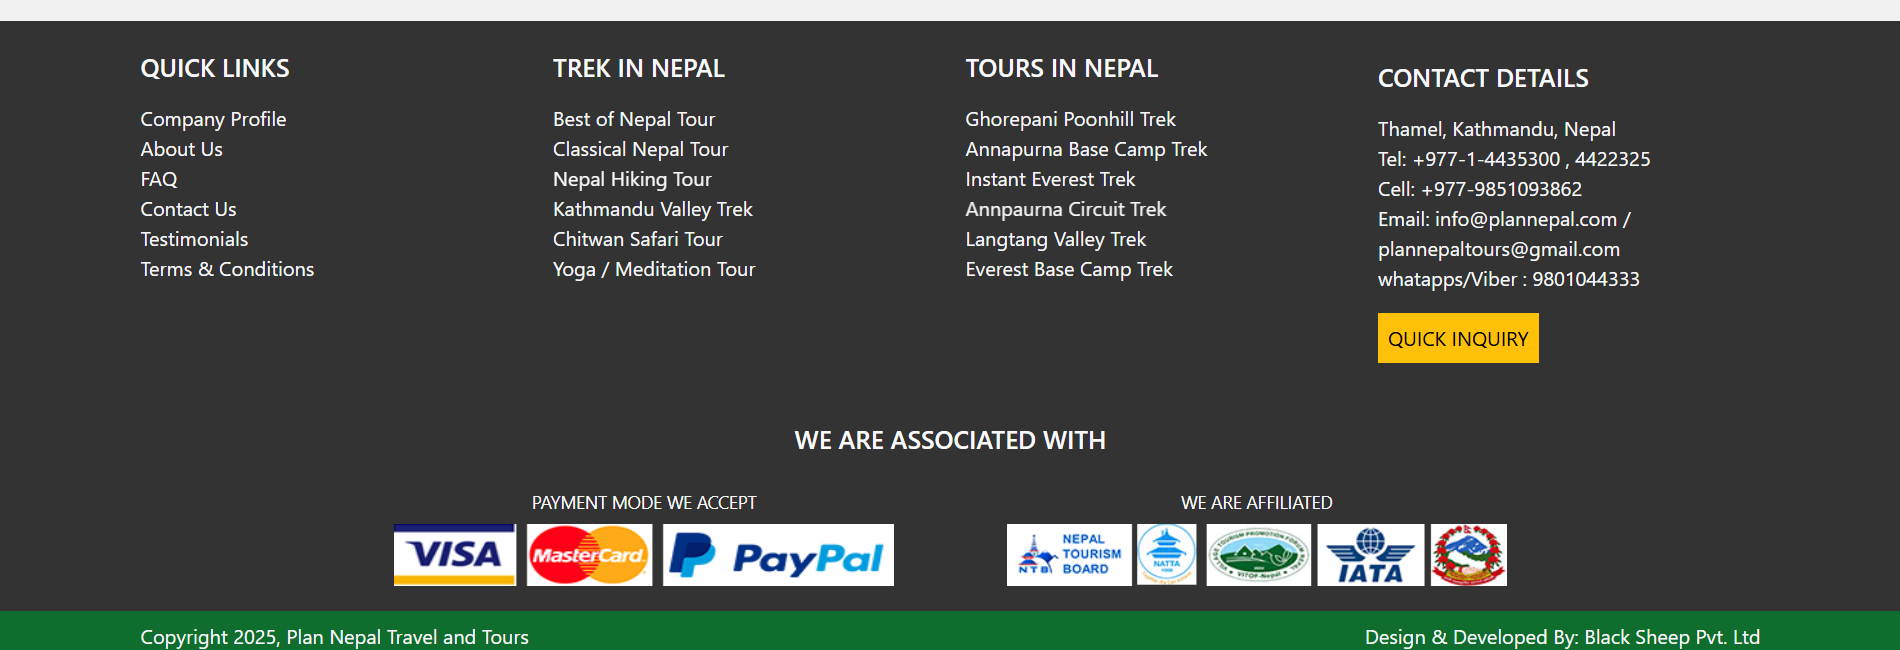 QUICK LINKS
Company Profile
About Us
FAQ
Contact Us
Testimonials
Terms & Conditions
TREK IN NEPAL
Best of Nepal Tour
Classical Nepal Tour
Nepal Hiking Tour
Kathmandu Valley Trek
Chitwan Safari Tour
Yoga / Meditation Tour
TOURS IN NEPAL
Ghorepani Poonhill Trek
Annapurna Base Camp Trek
Instant Everest Trek
Annpaurna Circuit Trek
Langtang Valley Trek
Everest Base Camp Trek
CONTACT DETAILS
Thamel, Kathmandu, Nepal
Tel: +977-1-4435300 , 4422325
Cell: +977-9851093862
Email: info@plannepal.com /
plannepaltours@gmail.com
whatapps/Viber : 9801044333
QUICK INQUIRY
WE ARE ASSOCIATED WITH
PAYMENT MODE WE ACCEPT
VISA
MasterCard
PayPal
WE ARE AFFILIATED
NTB
NEPAL
TOURISM
BOARD
NATTA
VILLAGE TOURISM PROMOTION FORUM NEPAL
VITOF-Nepal
IATA
Copyright 2025, Plan Nepal Travel and Tours
Design & Developed By: Black Sheep Pvt. Ltd